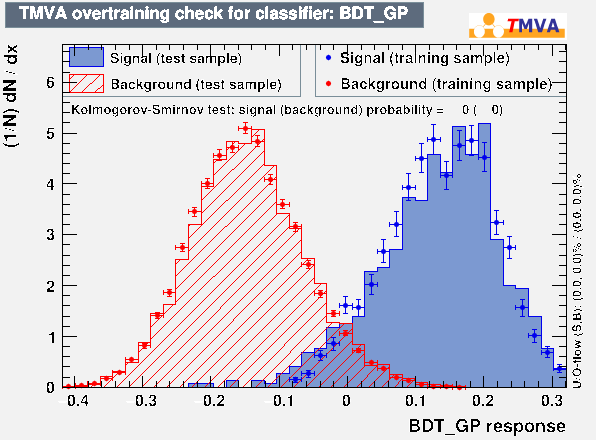 TMVA overtraining check for classifier: BDT_GP
TMVA
Signal (test sample)
Background (test sample)
Signal (training sample)
Background (training sample)
Kolmogorov-Smirnov test: signal (background) probability = 0 ( 0)
(1/N) dN / dx
6
5
4
3
2
1
0
-0.4 0.3 0.2 0.1 0 0.1 0.2 0.3
BDT_GP response
U/O-flow (S,B): (0.0, 0.0)% / (0.0, 0.0)%